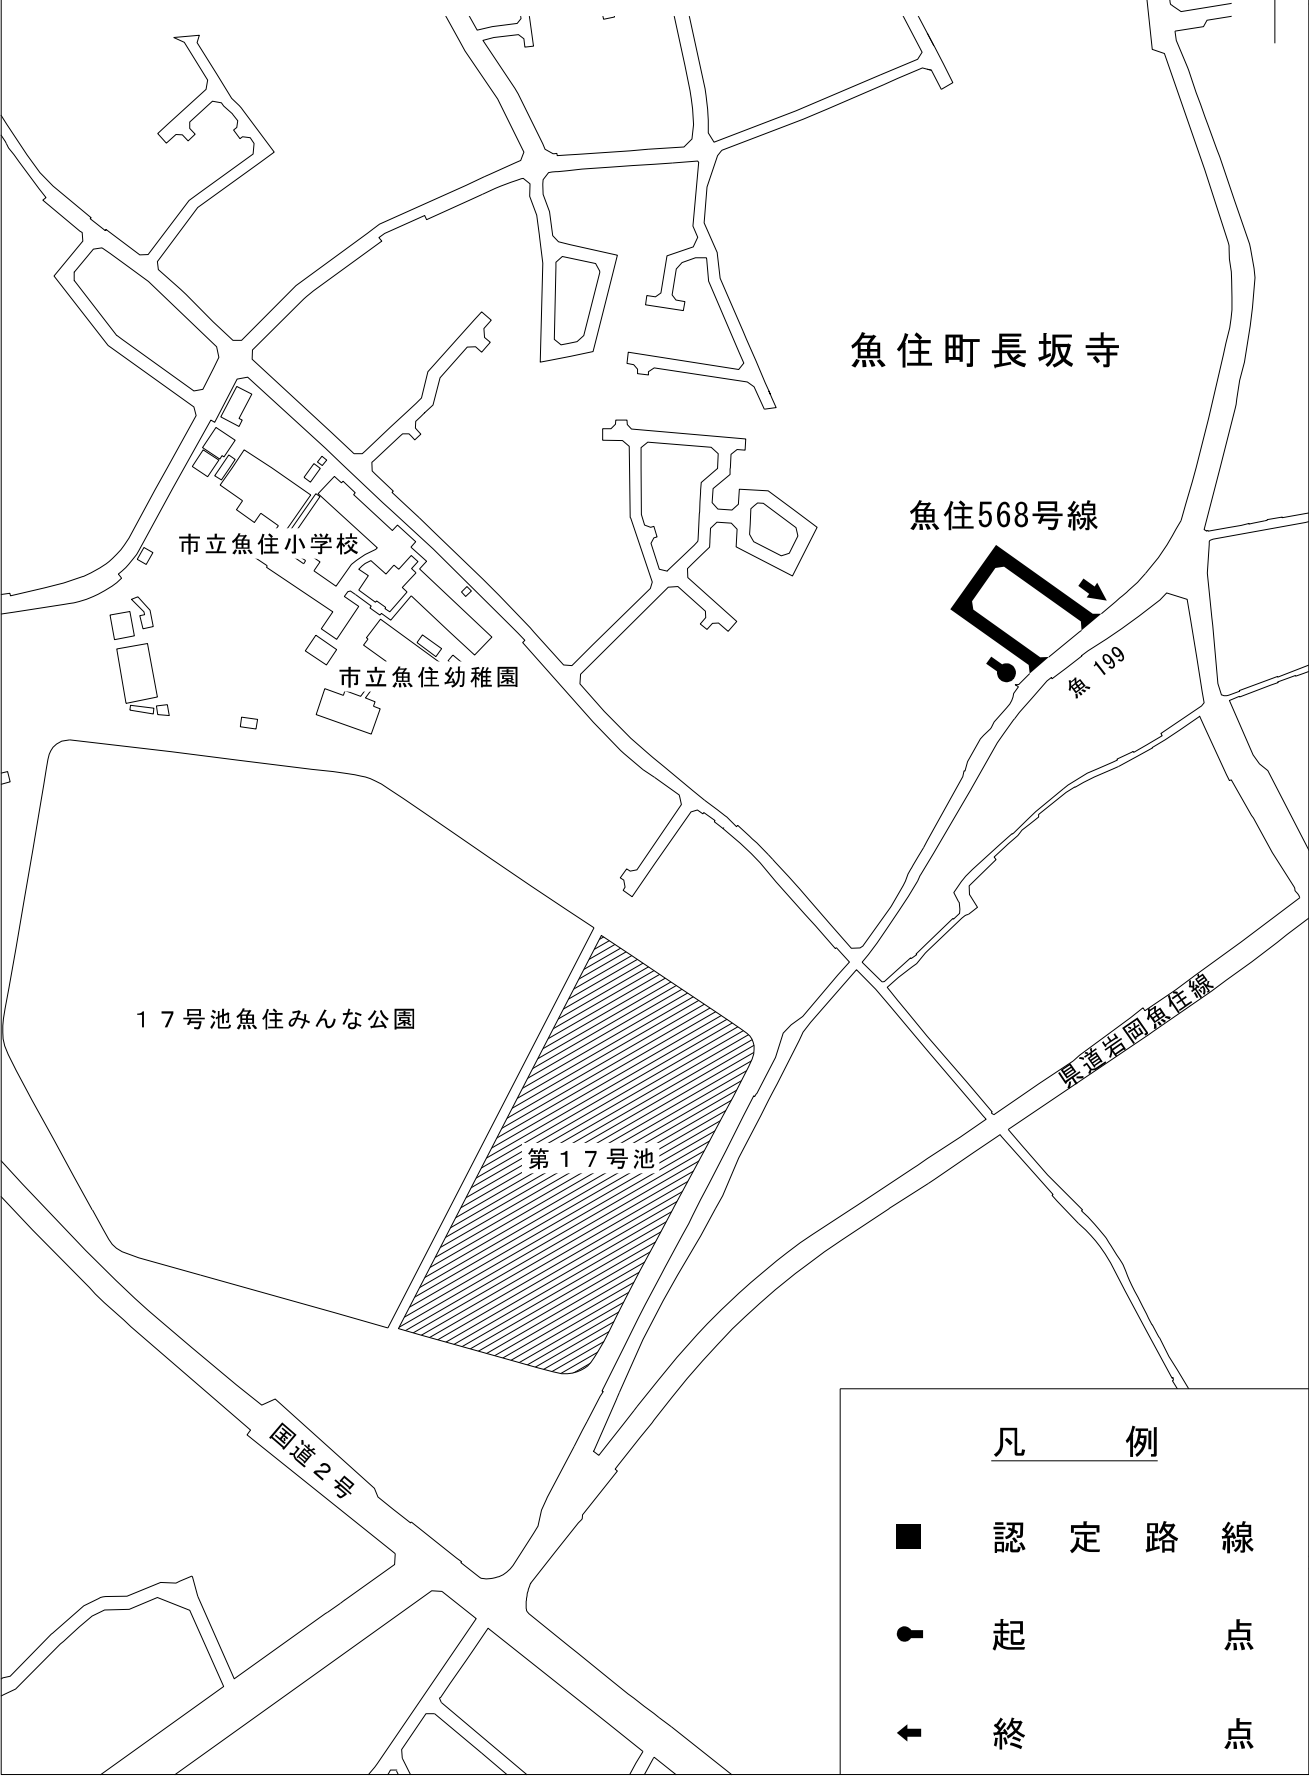 魚住町長坂寺
魚住568号線
市立魚住小学校
魚 199
市立魚住幼稚園
17号池魚住みんな公園
県道岩岡魚住線
第17号池
国道2号
凡 例
認定路線
起点
終点